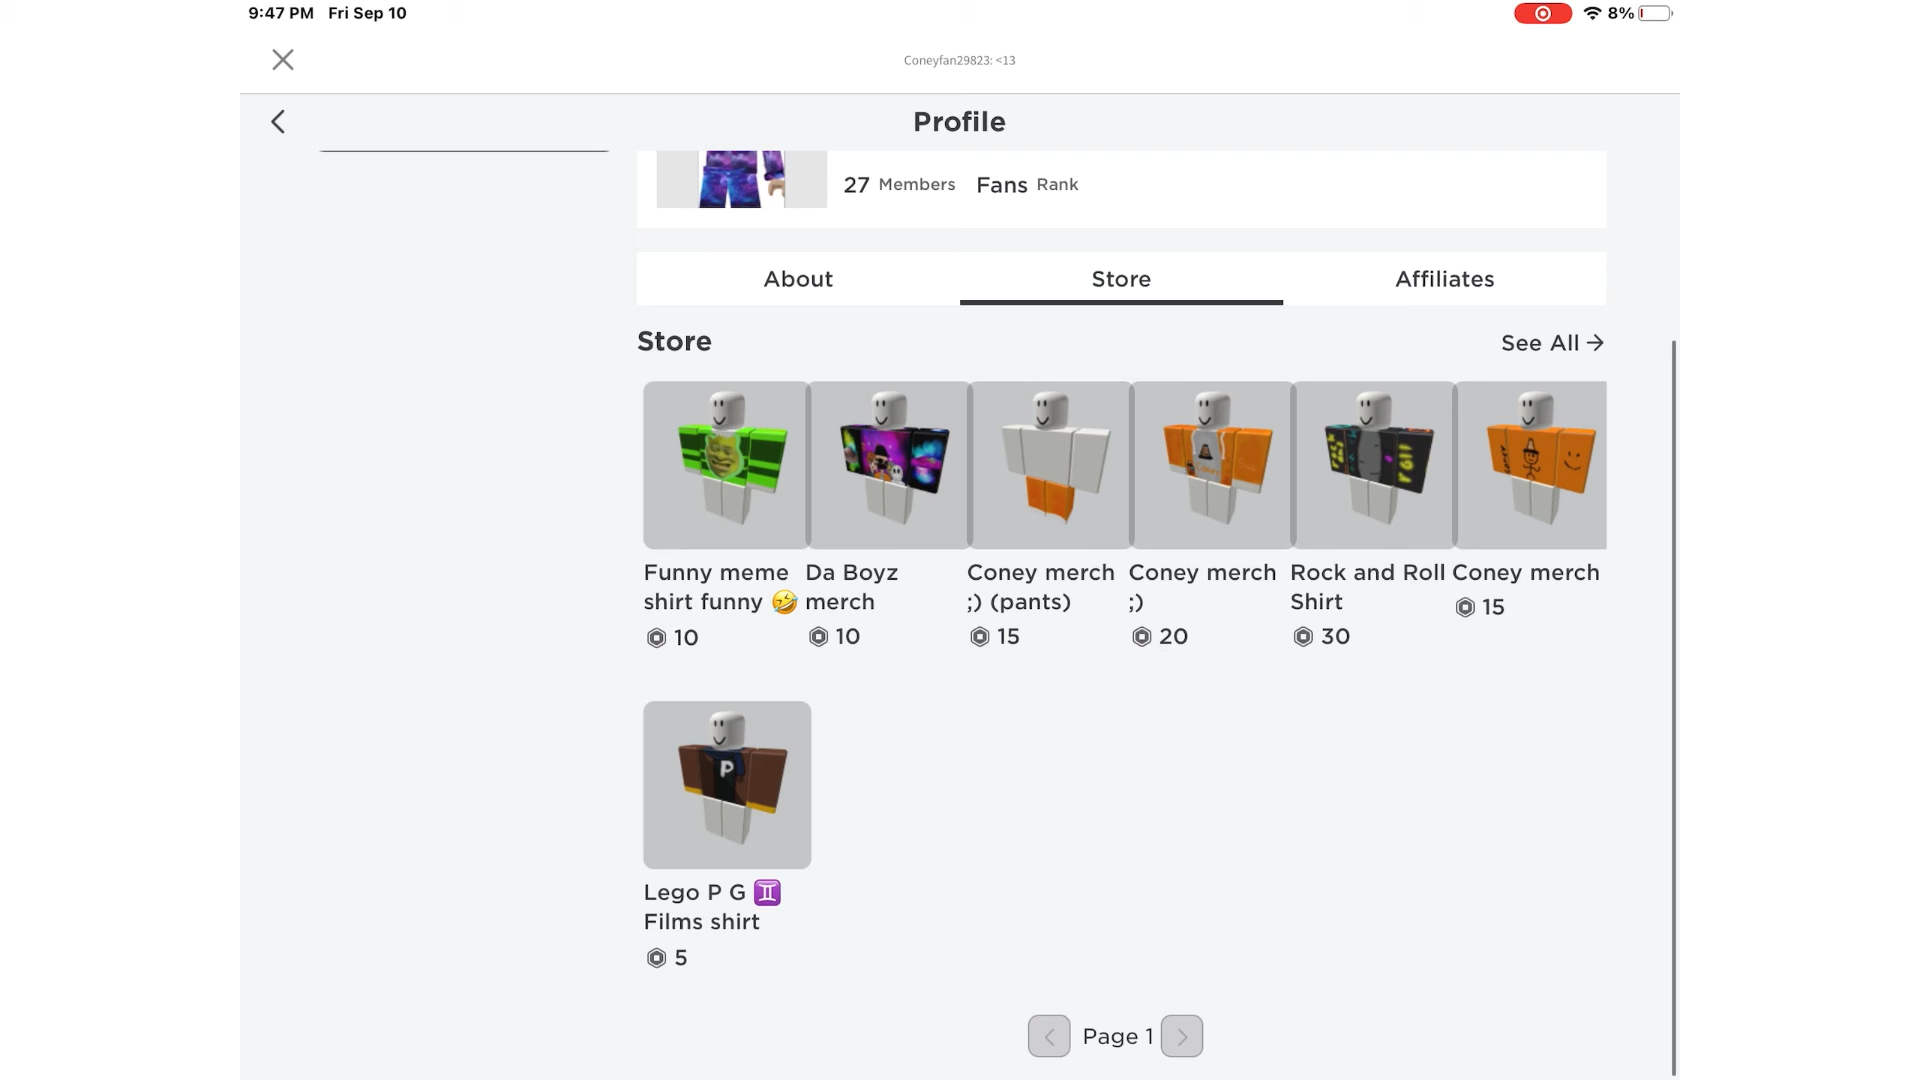 9:47 PM Fri Sep 10
8%
Coneyfan29823: <13
Profile
27 Members Fans Rank
About Store Affiliates
Store
See All →
Funny meme shirt funny 🤣
10
Da Boyz merch
10
Coney merch ;) (pants)
15
Coney merch ;)
20
Rock and Roll Shirt
30
Coney merch
15
P
Lego P G ♊ Films shirt
5
Page 1